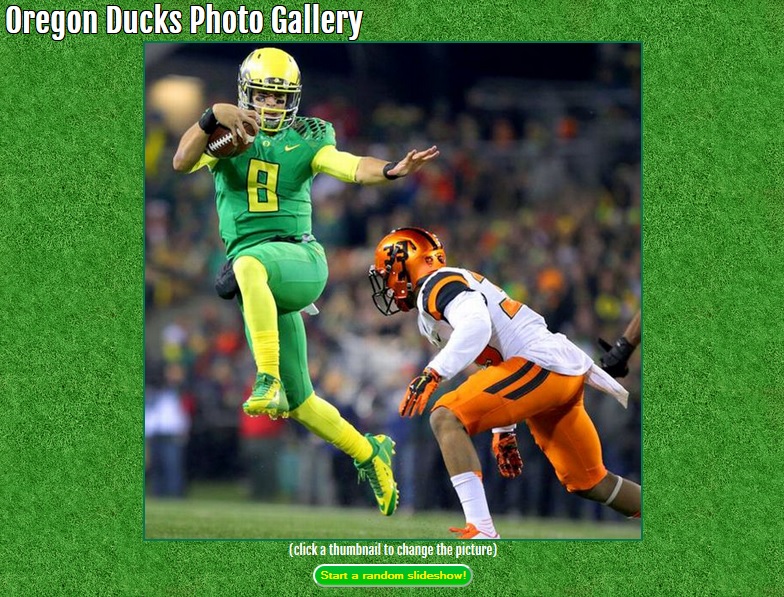 Oregon Ducks Photo Gallery
8
(click a thumbnail to change the picture)
Start a random slideshow!